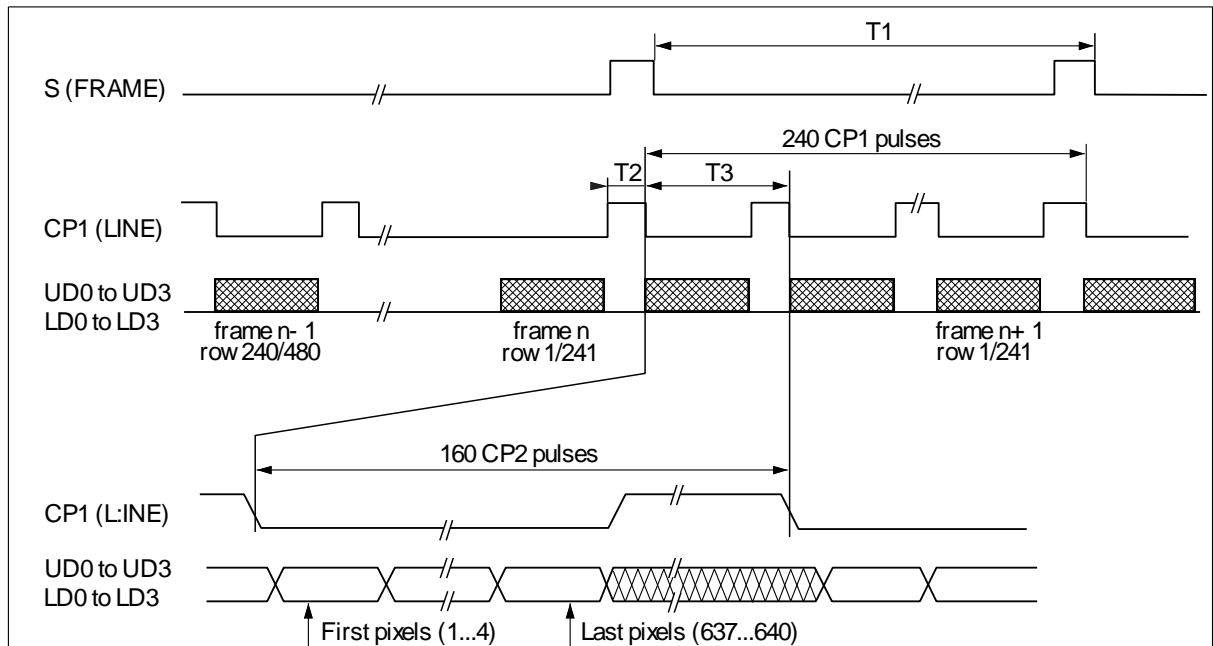 T1
S (FRAME)
240 CP1 pulses
T2
T3
CP1 (LINE)
UD0 to UD3
LD0 to LD3
frame n- 1
row 240/480
frame n
row 1/241
frame n+ 1
row 1/241
160 CP2 pulses
CP1 (L:INE)
UD0 to UD3
LD0 to LD3
First pixels (1...4)
Last pixels (637...640)